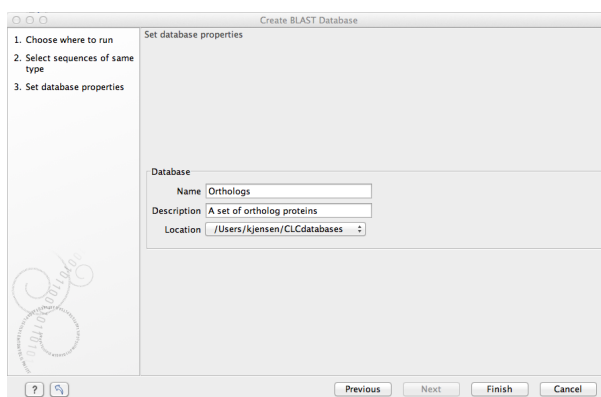 Create BLAST Database
1. Choose where to run
2. Select sequences of same
type
3. Set database properties
Set database properties
Database
Name Orthologs
Description A set of ortholog proteins
Location /Users/kjensen/CLCdatabases
? Previous Next Finish Cancel